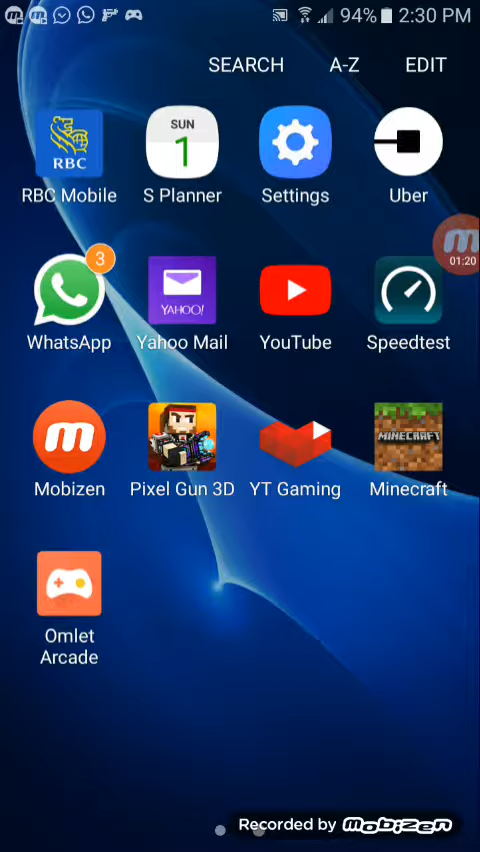 94% 2:30 PM
SEARCH A-Z EDIT
RBC
SUN
1
RBC Mobile S Planner Settings Uber
01:20
3
YAHOO!
WhatsApp Yahoo Mail YouTube Speedtest
MINECRAFT
Mobizen Pixel Gun 3D YT Gaming Minecraft
Omlet
Arcade
Recorded by mobizen